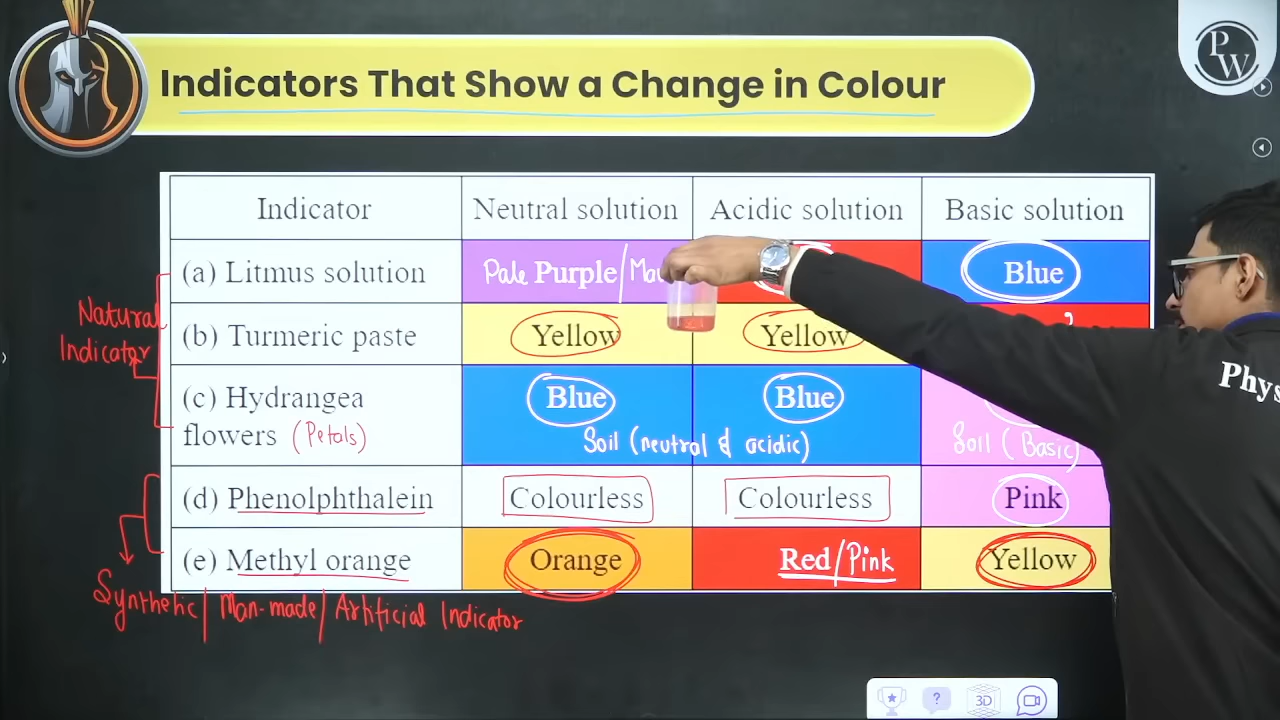 Indicators That Show a Change in Colour
PW
Indicator Neutral solution Acidic solution Basic solution
(a) Litmus solution Pale Purple/ Blue
(b) Turmeric paste Yellow Yellow
Natural
Indicator
(c) Hydrangea
flowers (Petals) Blue Blue
Soil (neutral & acidic) Soil (Basic)
(d) Phenolphthalein Colourless Colourless Pink
(e) Methyl orange Orange Red/Pink Yellow
Synthetic/ Man-made/ Artificial Indicator
Phys
?
3D